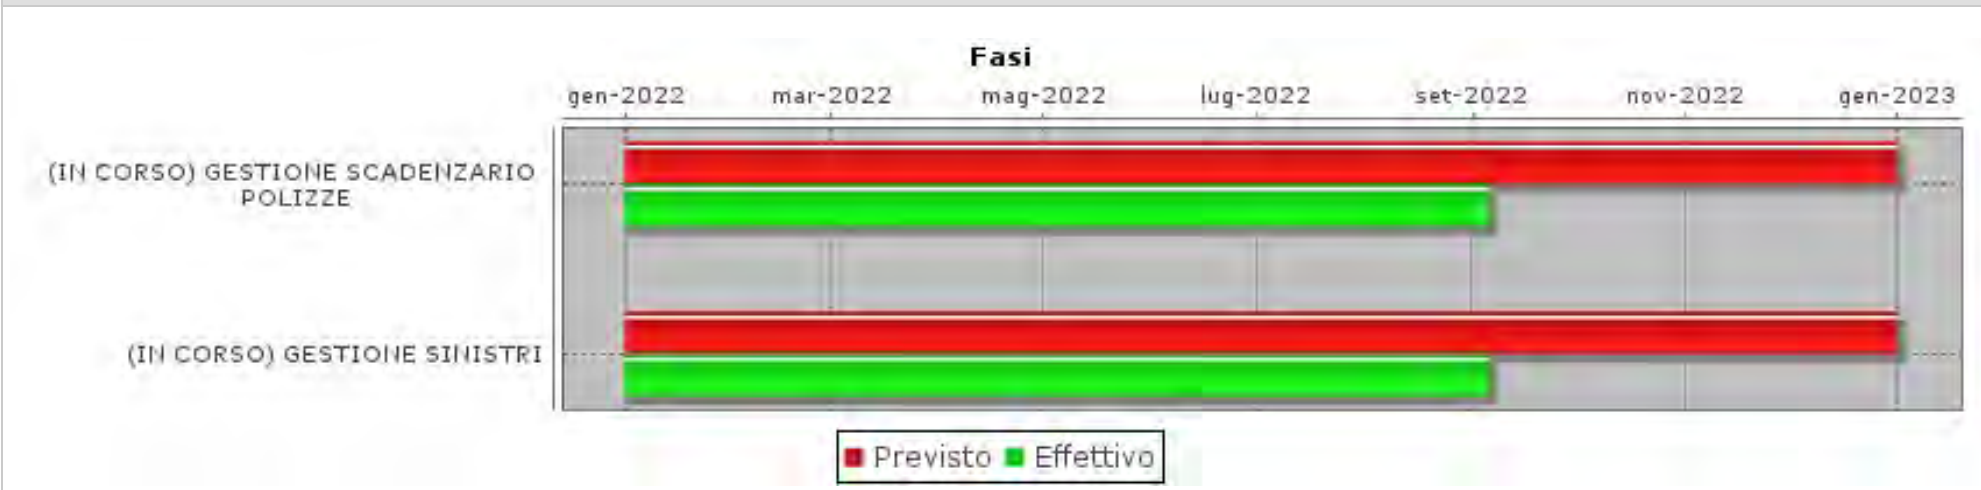 Fasi
gen-2022 mar-2022 mag-2022 lug-2022 set-2022 nov-2022 gen-2023
(IN CORSO) GESTIONE SCADENZARIO
POLIZZE
(IN CORSO) GESTIONE SINISTRI
Previsto Effettivo